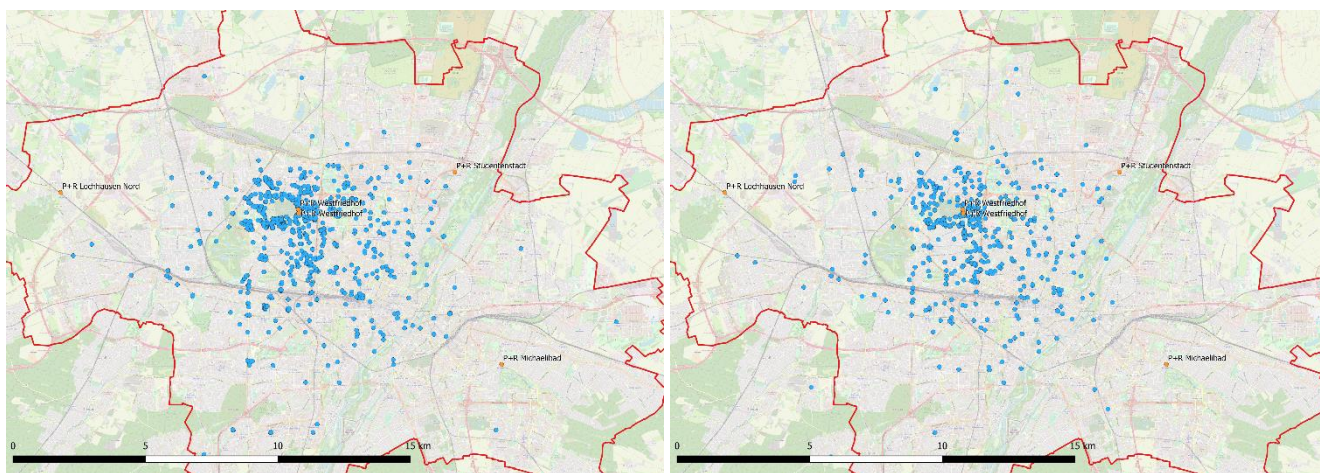 P+R Studentenstadt
P+R Lochhausen Nord
P+R Westfriedhof
P+R Westfriedhof
P+R Michaelibad
0 5 10 15 km
P+R Studentenstadt
P+R Lochhausen Nord
P+R Westfriedhof
P+R Westfriedhof
P+R Michaelibad
0 5 10 15 km